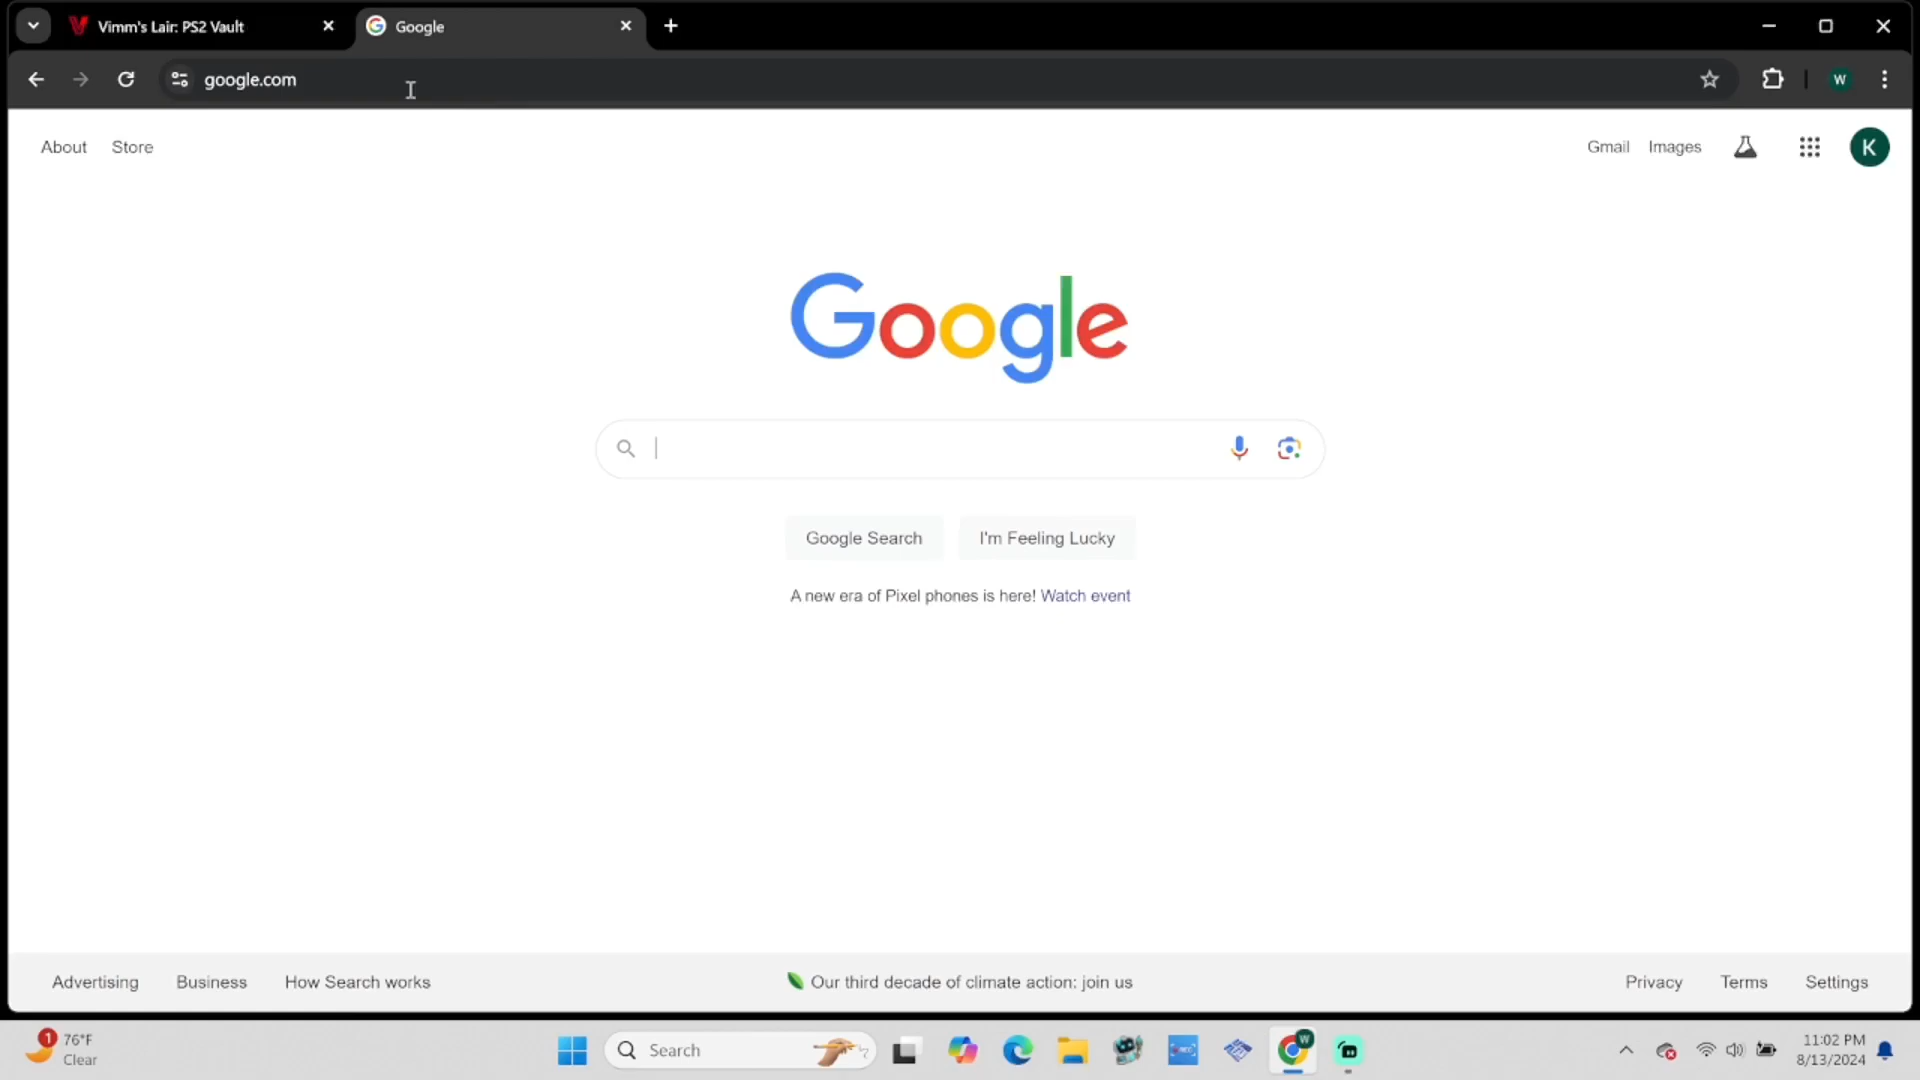 Vimm's Lair: PS2 Vault
Google
google.com
W
About Store
Gmail Images
K
Google
Google Search I'm Feeling Lucky
A new era of Pixel phones is here! Watch event
Advertising Business How Search works
Our third decade of climate action: join us
Privacy Terms Settings
1
76°F
Clear
Search
W
11:02 PM
8/13/2024